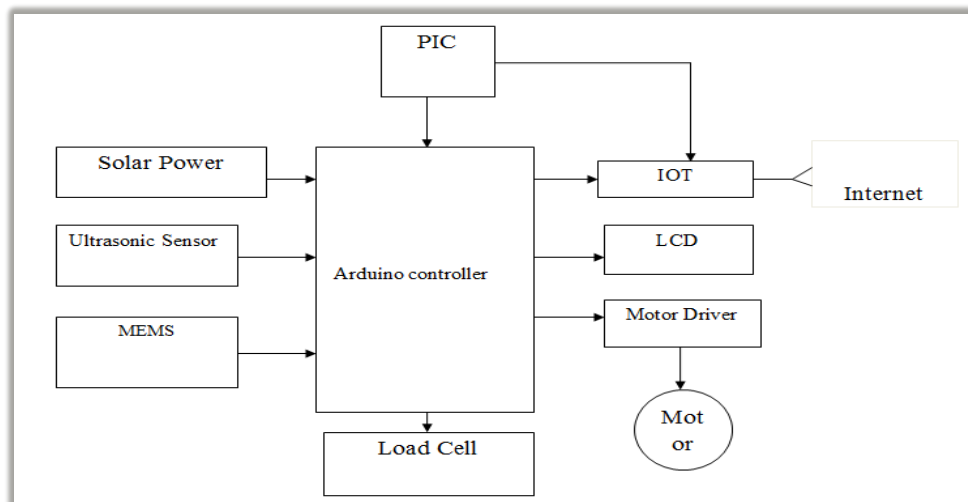 PIC
Solar Power
IOT
Internet
Ultrasonic Sensor
LCD
Arduino controller
MEMS
Motor Driver
Mot
or
Load Cell